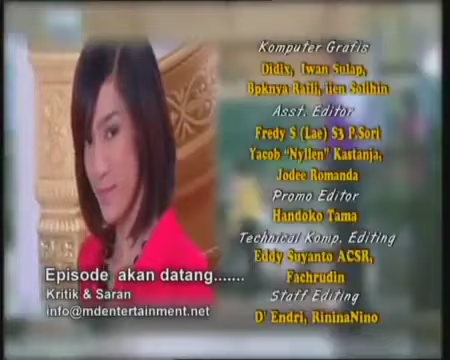 Komputer Grafis
Didix, Iwan Sulap,
Bpknya Raili, iien Sollhin
Asst. Editor
Fredy S (Lae) S3 P.Sori
Yacob "Nyllen" Kastanja,
Jodee Romanda
Promo Editor
Handoko Tama
Technical Komp. Editing
Eddy Suyanto ACSR,
Fachrudin
Staff Editing
D' Endri, RininaNino
Episode akan datang.......
Kritik & Saran
info@mdentertainment.net